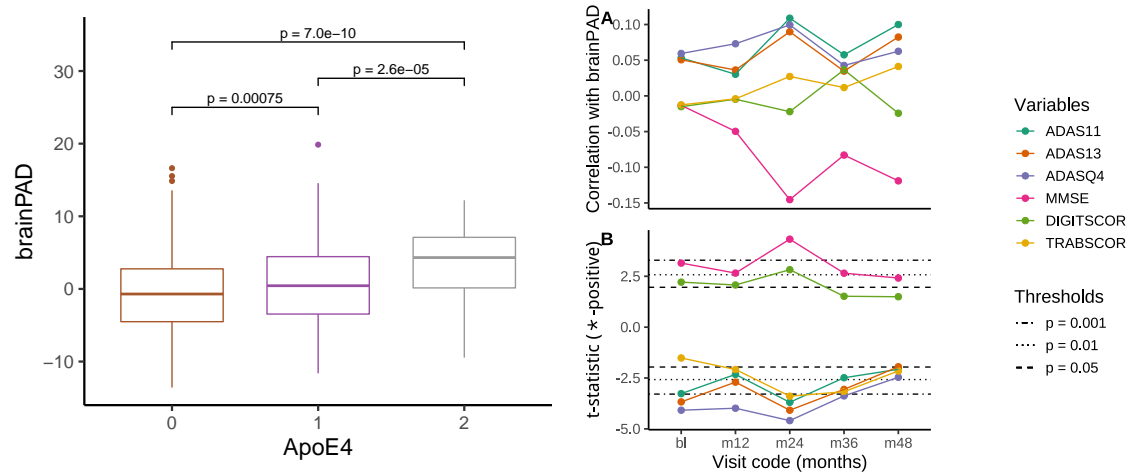 p = 7.0e−10
p = 2.6e−05
p = 0.00075
30
20
10
0
−10
brainPAD
0
1
2
ApoE4
A
0.10
0.05
0.00
-0.05
-0.10
-0.15
Correlation with brainPAD
B
2.5
0.0
-2.5
-5.0
t-statistic (*-positive)
bl
m12
m24
m36
m48
Visit code (months)
Variables
ADAS11
ADAS13
ADASQ4
MMSE
DIGITSCOR
TRABSCOR
Thresholds
p = 0.001
p = 0.01
p = 0.05